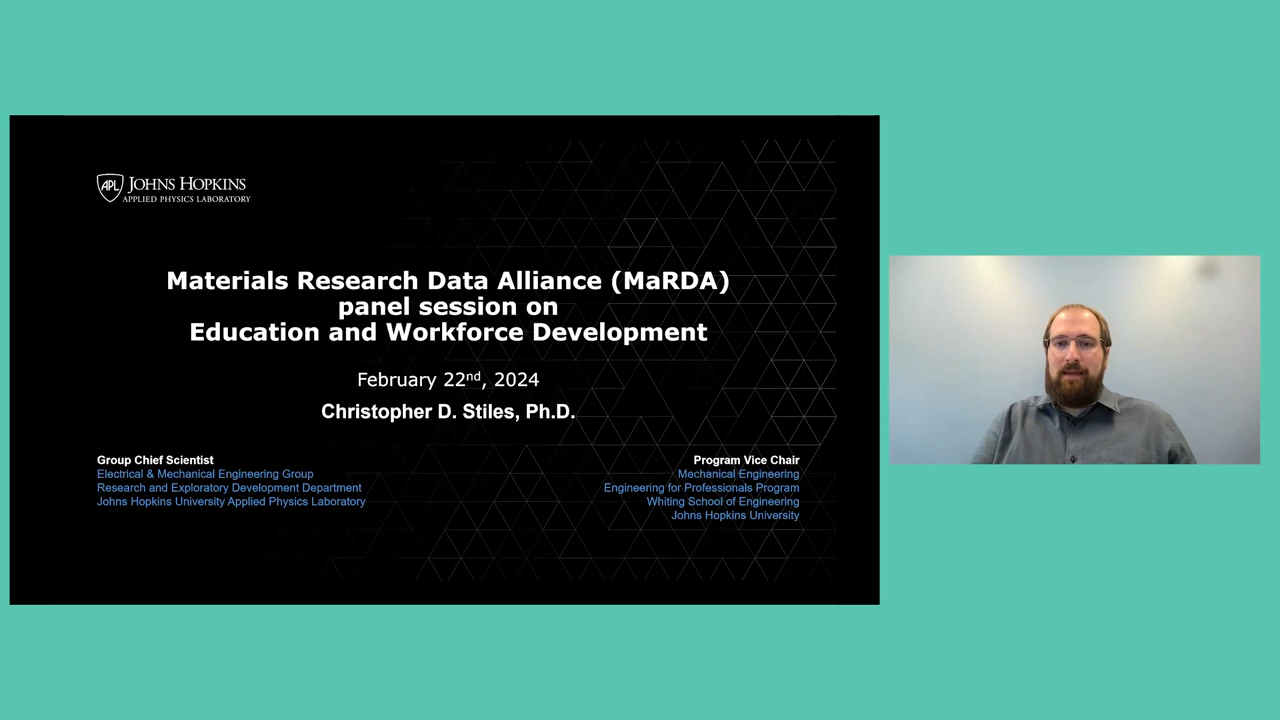 APL
JOHNS HOPKINS
APPLIED PHYSICS LABORATORY
Materials Research Data Alliance (MaRDA)
panel session on
Education and Workforce Development
February 22nd, 2024
Christopher D. Stiles, Ph.D.
Group Chief Scientist
Electrical & Mechanical Engineering Group
Research and Exploratory Development Department
Johns Hopkins University Applied Physics Laboratory
Program Vice Chair
Mechanical Engineering
Engineering for Professionals Program
Whiting School of Engineering
Johns Hopkins University